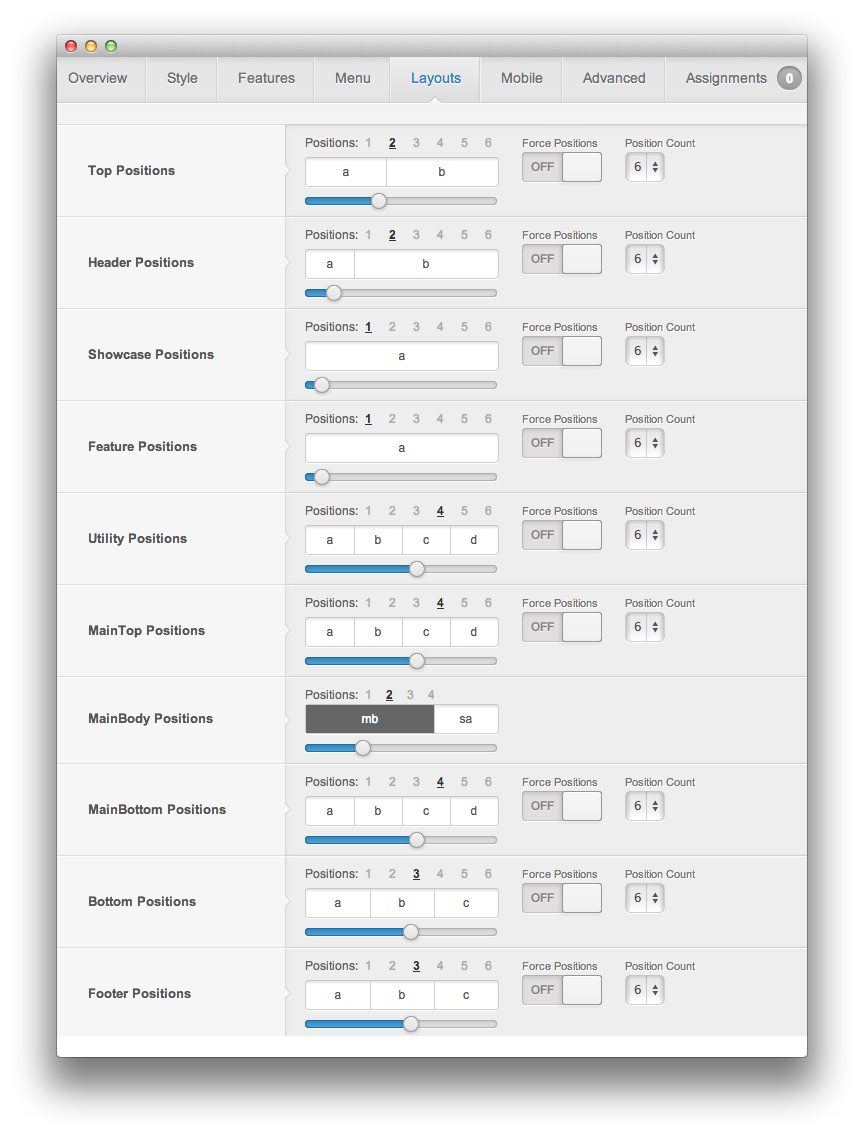 Overview Style Features Menu Layouts Mobile Advanced Assignments 0
Positions: 1 2 3 4 5 6 Force Positions Position Count
Top Positions a b OFF 6
Positions: 1 2 3 4 5 6 Force Positions Position Count
Header Positions a b OFF 6
Positions: 1 2 3 4 5 6 Force Positions Position Count
Showcase Positions a OFF 6
Positions: 1 2 3 4 5 6 Force Positions Position Count
Feature Positions a OFF 6
Positions: 1 2 3 4 5 6 Force Positions Position Count
Utility Positions a b c d OFF 6
Positions: 1 2 3 4 5 6 Force Positions Position Count
MainTop Positions a b c d OFF 6
Positions: 1 2 3 4
MainBody Positions mb sa
Positions: 1 2 3 4 5 6 Force Positions Position Count
MainBottom Positions a b c d OFF 6
Positions: 1 2 3 4 5 6 Force Positions Position Count
Bottom Positions a b c OFF 6
Positions: 1 2 3 4 5 6 Force Positions Position Count
Footer Positions a b c OFF 6